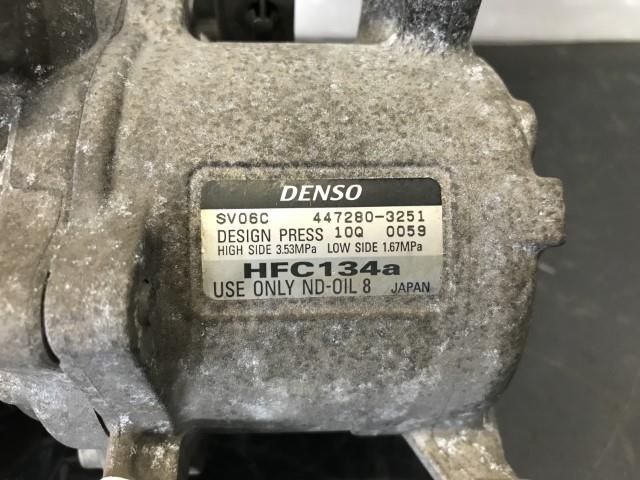 DENSO
SV06C 447280-3251
DESIGN PRESS 10Q 0059
HIGH SIDE 3.53MPa LOW SIDE 1.67MPa
HFC134a
USE ONLY ND-OIL 8 JAPAN